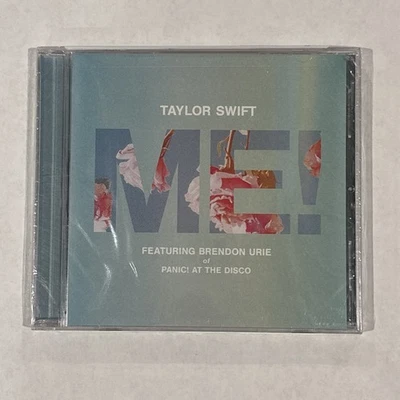 TAYLOR SWIFT
ME!
FEATURING BRENDON URIE
of
PANIC! AT THE DISCO